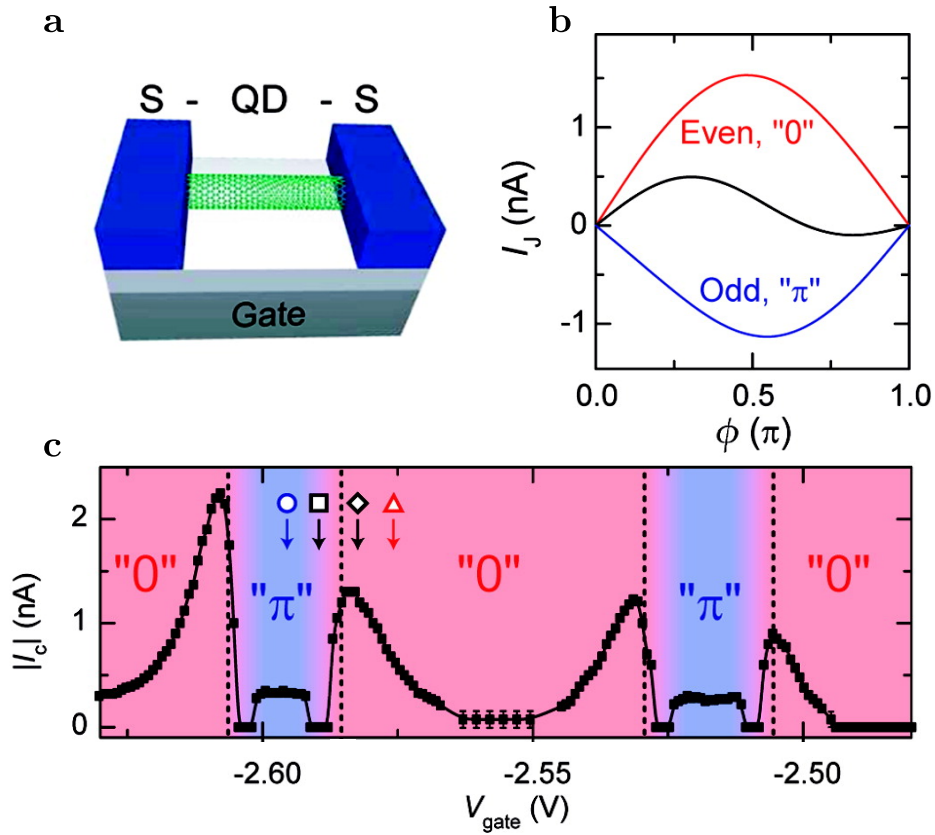 a
S - QD - S
Gate
b
I_J (nA)
1
0
-1
Even, "0"
Odd, "π"
0.0 0.5 1.0
ϕ (π)
c
|I_c| (nA)
2
1
0
"0" "π" "0" "π" "0"
-2.60 -2.55 -2.50
V_gate (V)